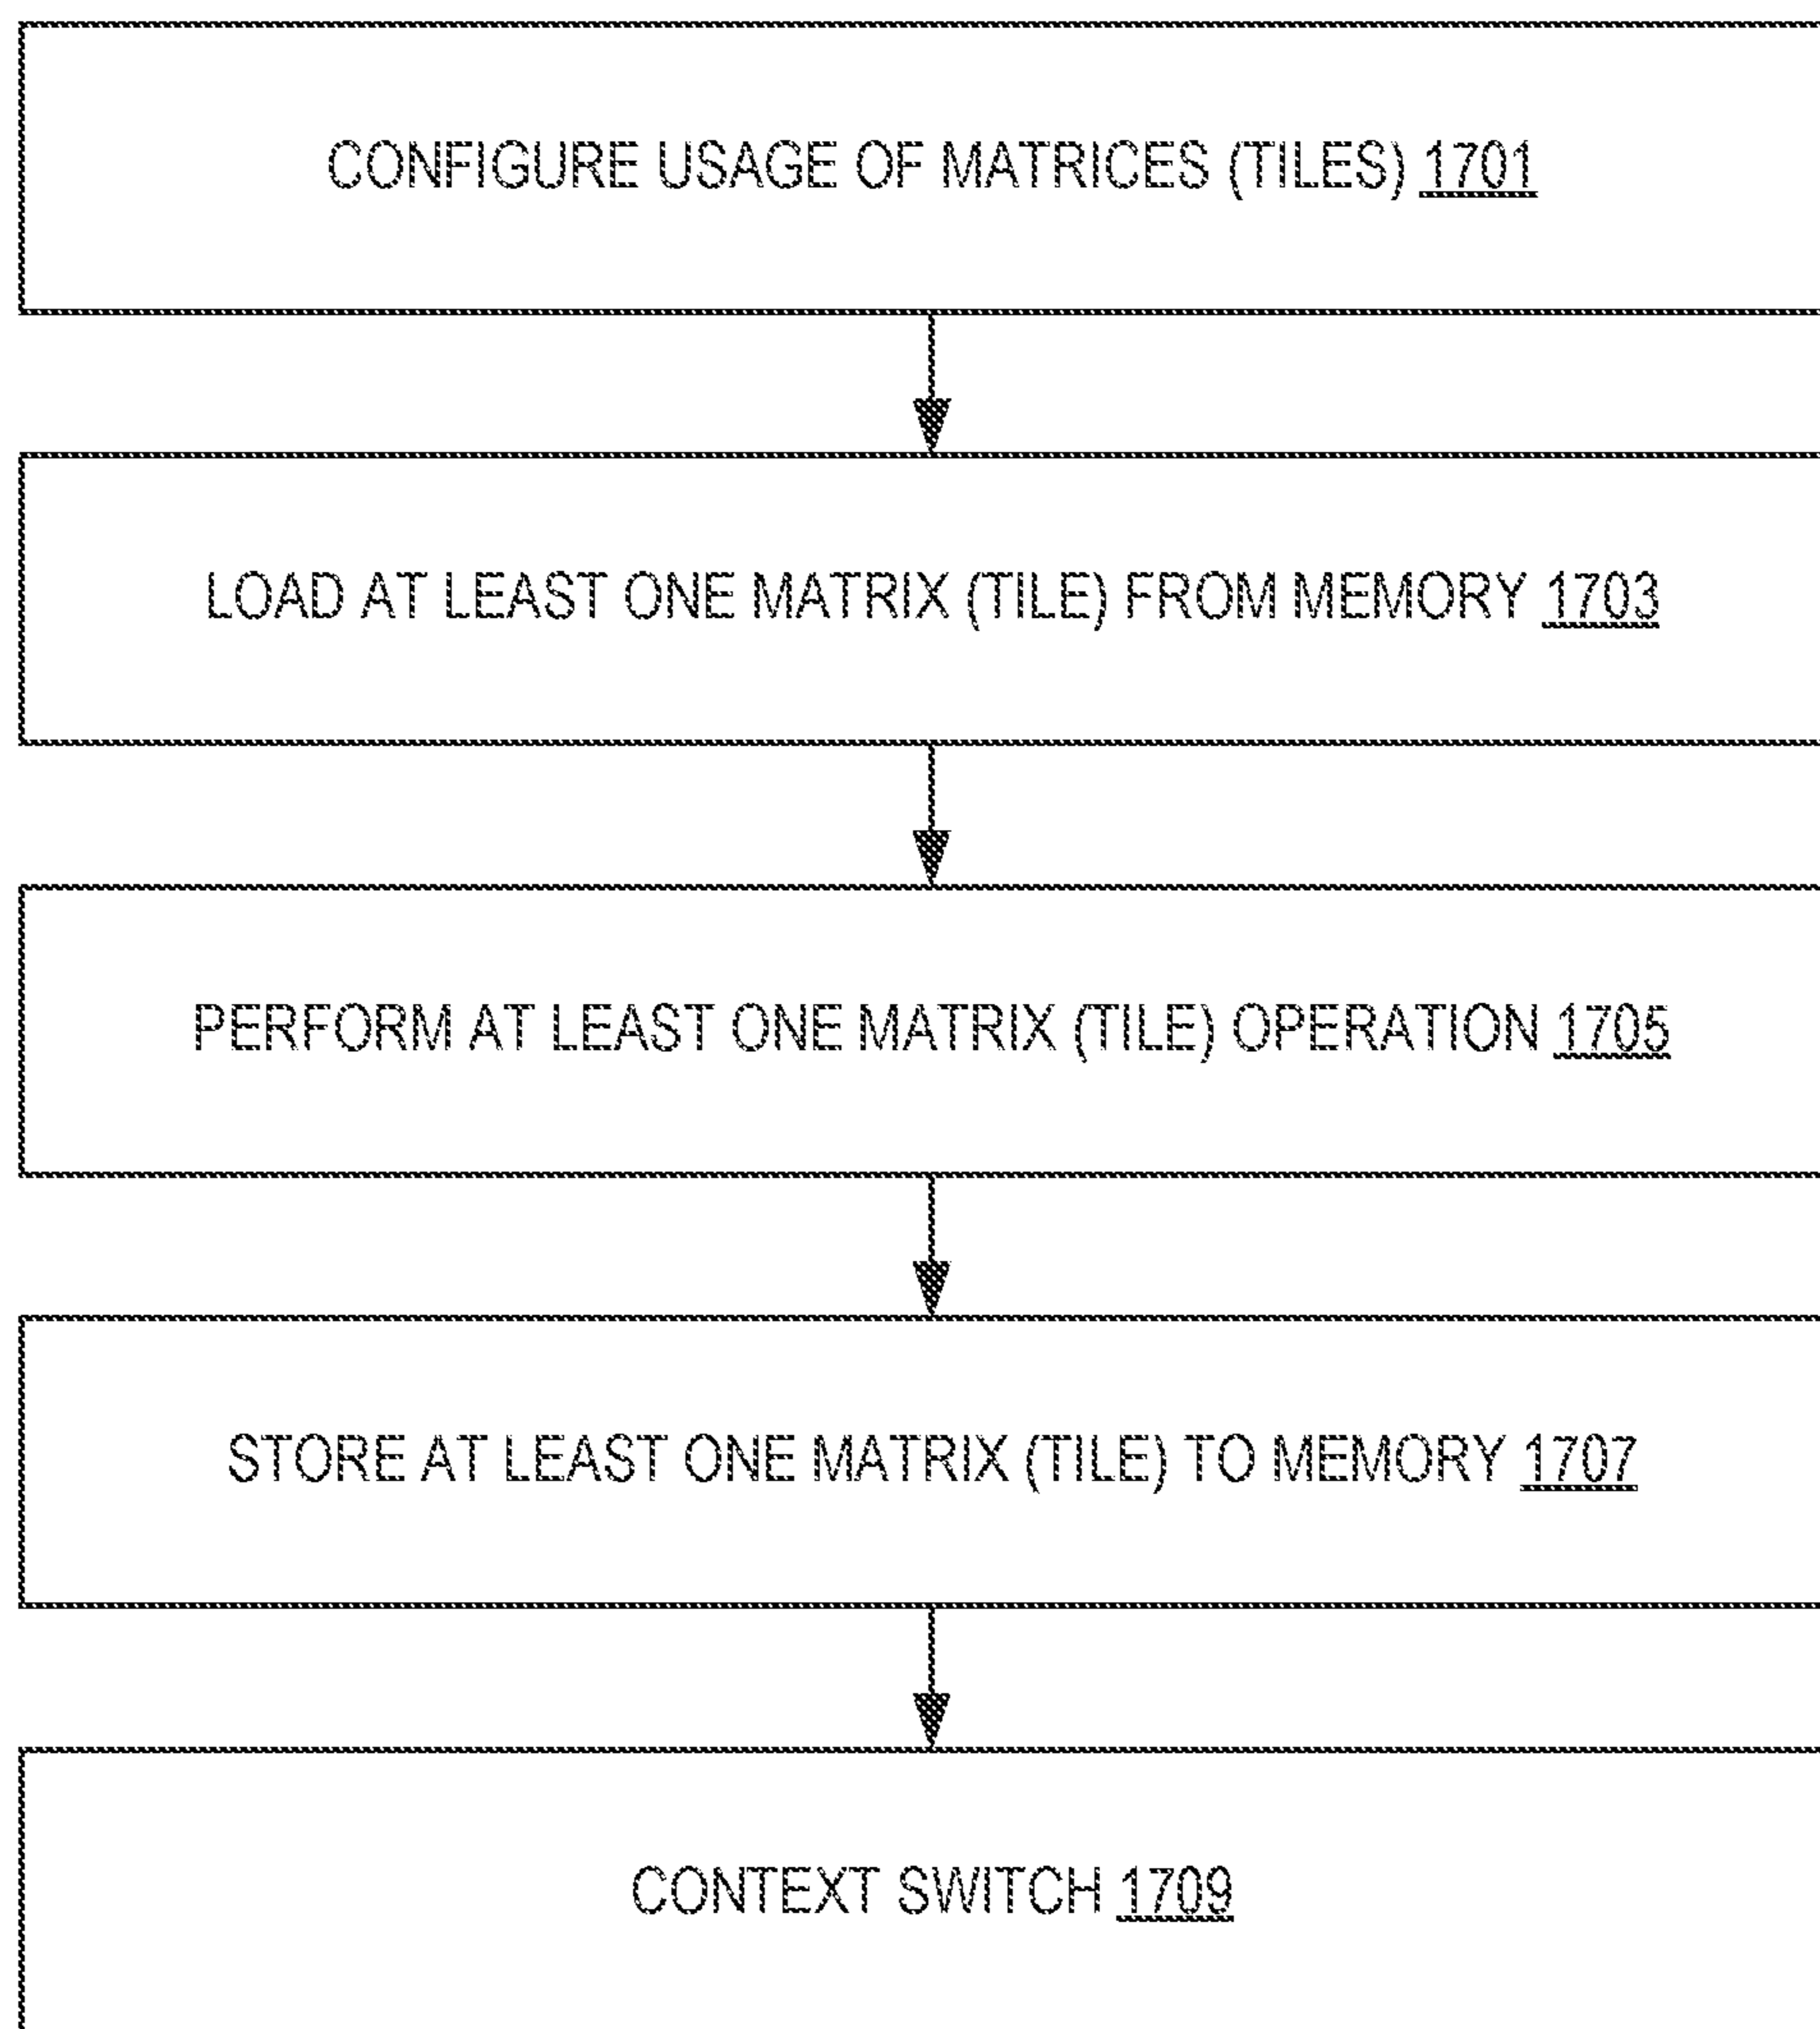 CONFIGURE USAGE OF MATRICES (TILES) 1701
LOAD AT LEAST ONE MATRIX (TILE) FROM MEMORY 1703
PERFORM AT LEAST ONE MATRIX (TILE) OPERATION 1705
STORE AT LEAST ONE MATRIX (TILE) TO MEMORY 1707
CONTEXT SWITCH 1709